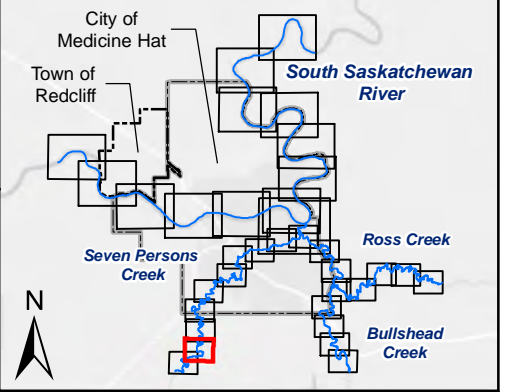 City of
Medicine Hat
Town of
Redcliff
South Saskatchewan
River
Seven Persons
Creek
Ross Creek
Bullshead
Creek
N